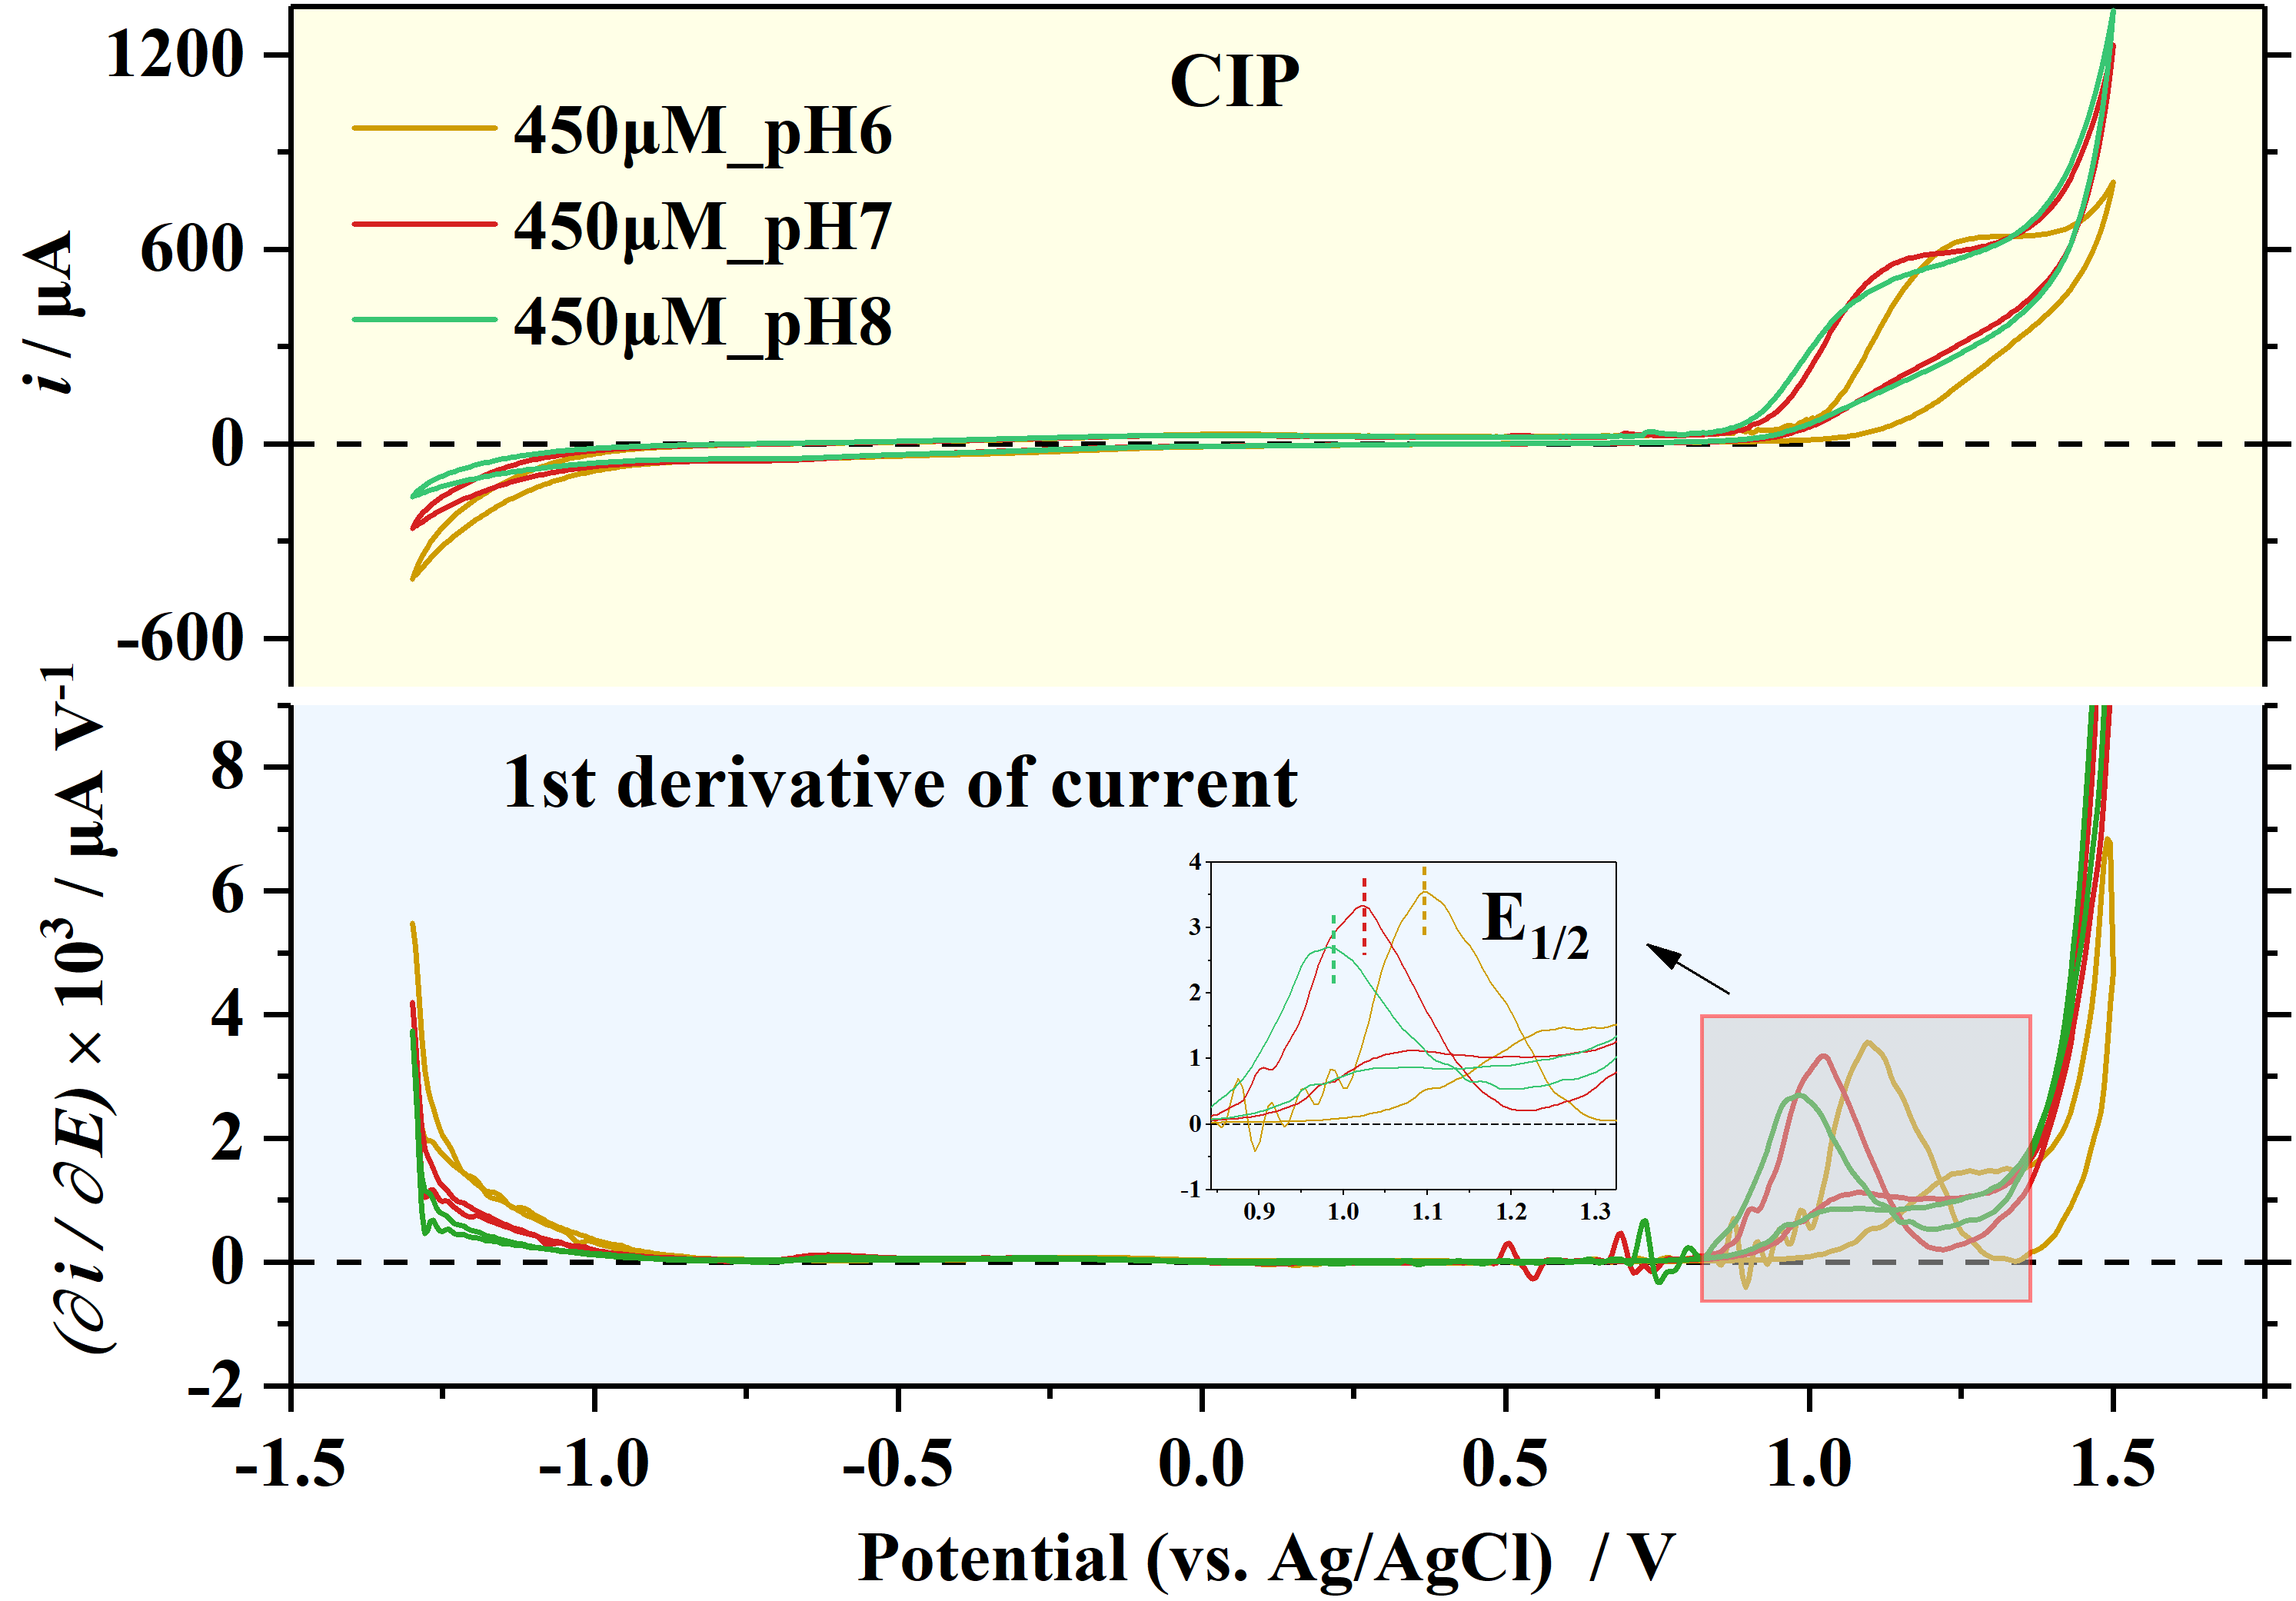 CIP
450μM_pH6
450μM_pH7
450μM_pH8
1200
600
0
-600
i / μA
1st derivative of current
8
6
4
2
0
-2
(∂i / ∂E) × 10³ / μA V⁻¹
E1/2
4
3
2
1
0
-1
0.9 1.0 1.1 1.2 1.3
-1.5 -1.0 -0.5 0.0 0.5 1.0 1.5
Potential (vs. Ag/AgCl) / V